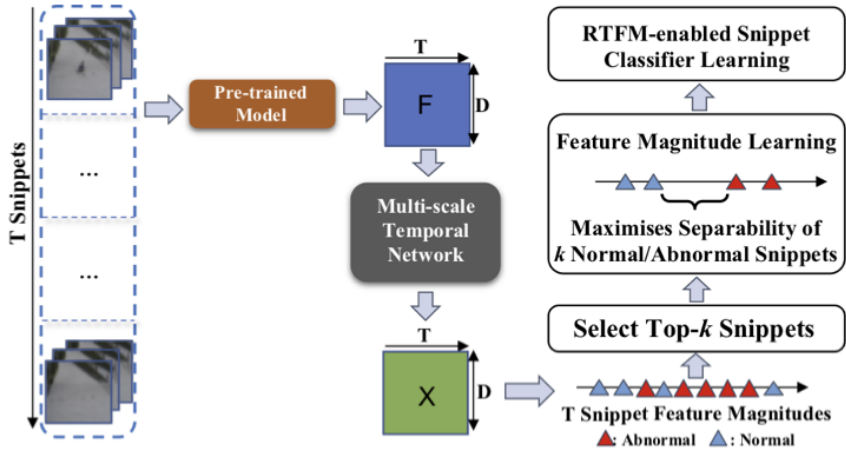 T Snippets
...
...
Pre-trained
Model
T
F
D
Multi-scale
Temporal
Network
T
X
D
RTFM-enabled Snippet
Classifier Learning
Feature Magnitude Learning
Maximises Separability of
k Normal/Abnormal Snippets
Select Top-k Snippets
T Snippet Feature Magnitudes
: Abnormal : Normal